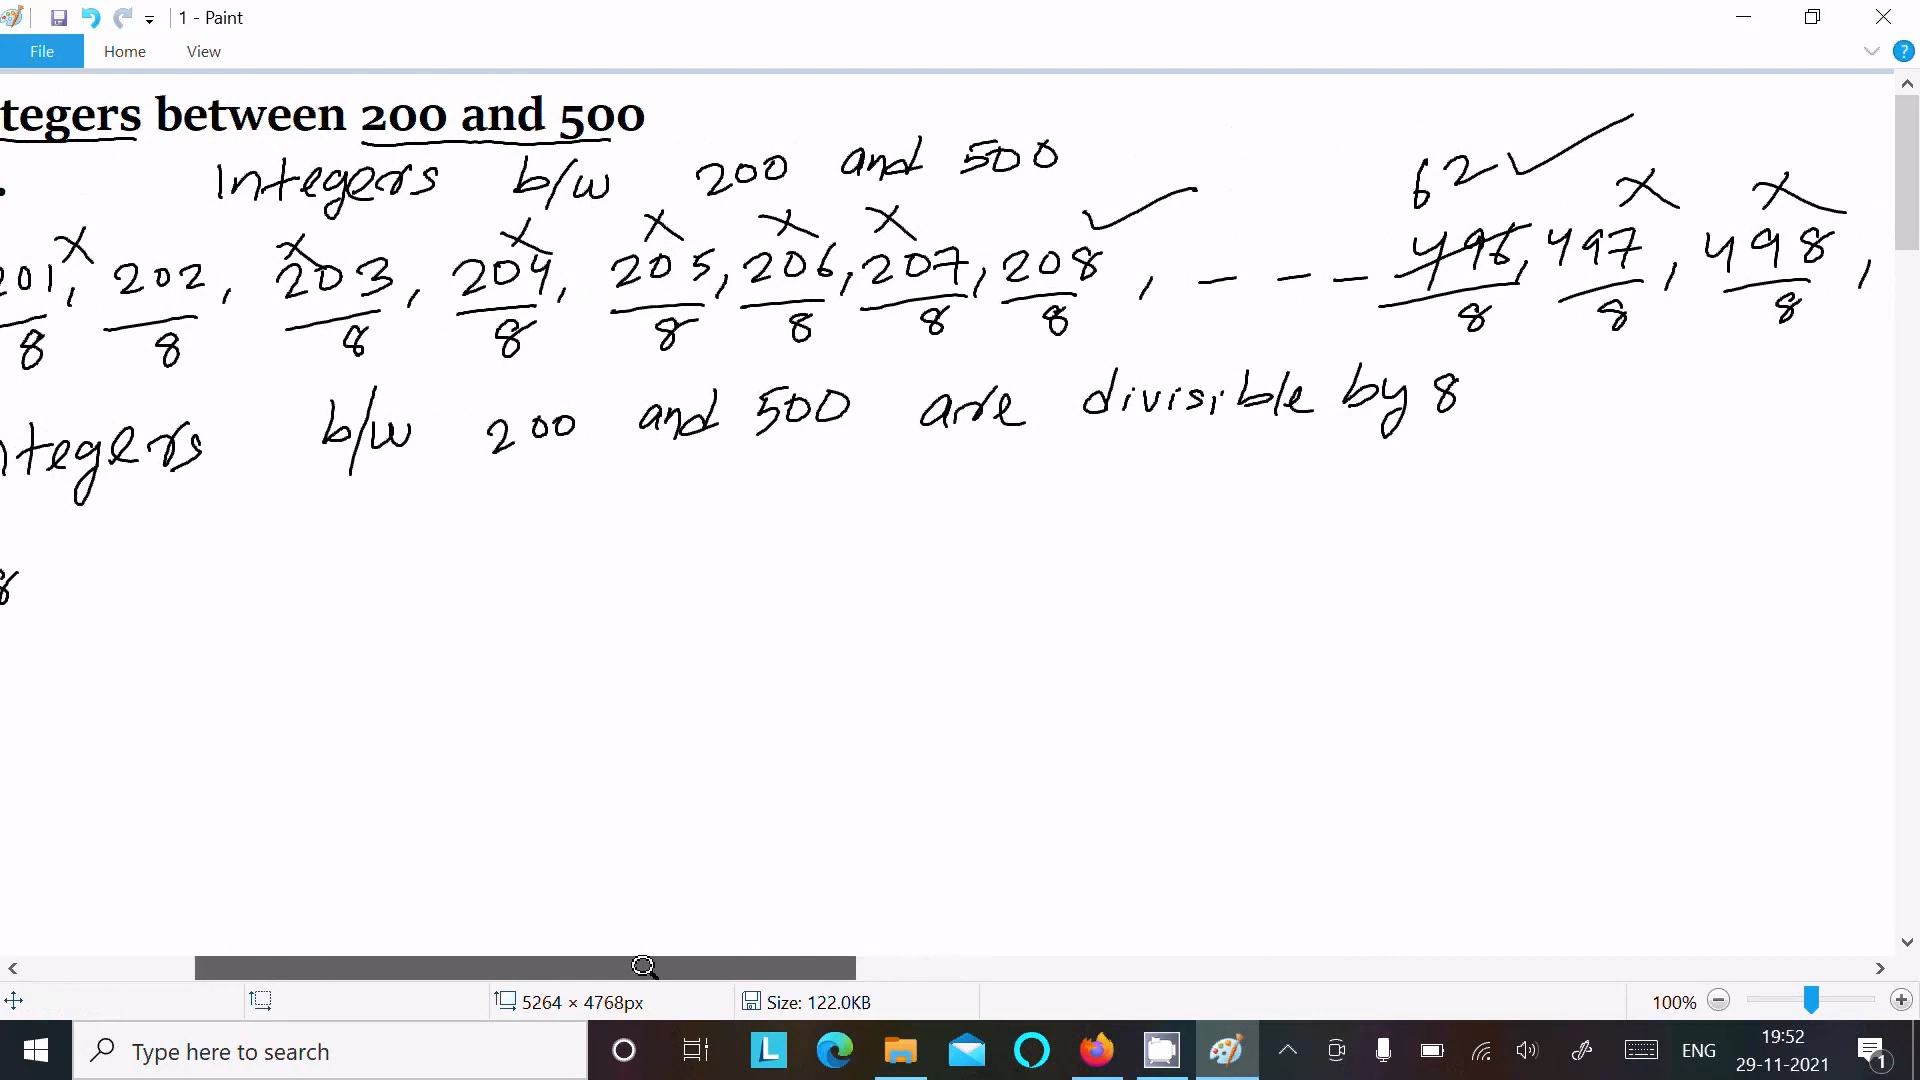 1 - Paint
File Home View
tegers between 200 and 500
Integers b/w 200 and 500
62
201, 202, 203, 204, 205, 206, 207, 208, - - - 496, 497, 498,
8 8 8 8 8 8 8 8 8 8 8
ntegers b/w 200 and 500 are divisible by 8
8
5264 × 4768px Size: 122.0KB 100%
Type here to search ENG 19:52
29-11-2021 1